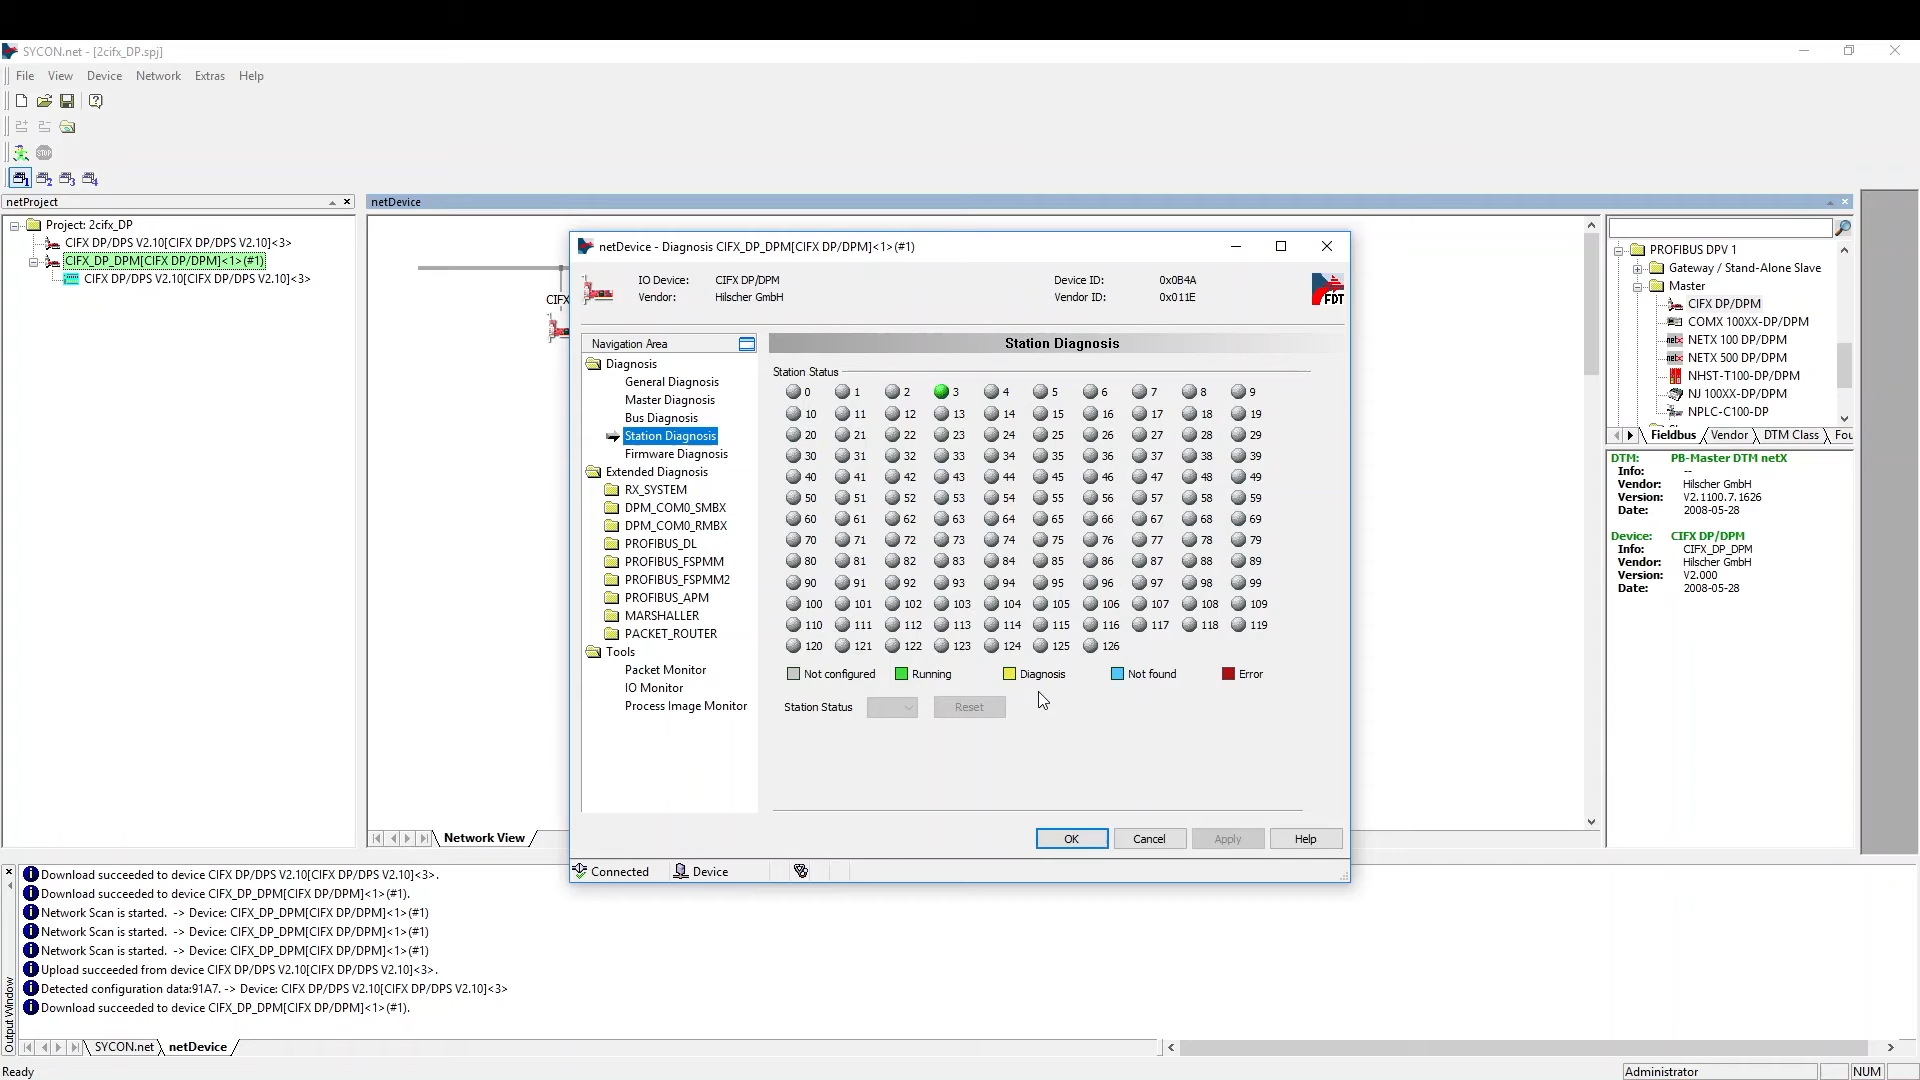 SYCON.net - [2cifx_DP.spj]
File View Device Network Extras Help
STOP
1 2 3 4
netProject
Project: 2cifx_DP
CIFX DP/DPS V2.10[CIFX DP/DPS V2.10]<3>
CIFX_DP_DPM[CIFX DP/DPM]<1>(#1)
CIFX DP/DPS V2.10[CIFX DP/DPS V2.10]<3>
netDevice
CIFX
Network View
netDevice - Diagnosis CIFX_DP_DPM[CIFX DP/DPM]<1>(#1)
IO Device: CIFX DP/DPM Device ID: 0x0B4A
Vendor: Hilscher GmbH Vendor ID: 0x011E
FDT
Navigation Area
Diagnosis
General Diagnosis
Master Diagnosis
Bus Diagnosis
Station Diagnosis
Firmware Diagnosis
Extended Diagnosis
RX_SYSTEM
DPM_COM0_SMBX
DPM_COM0_RMBX
PROFIBUS_DL
PROFIBUS_FSPMM
PROFIBUS_FSPMM2
PROFIBUS_APM
MARSHALLER
PACKET_ROUTER
Tools
Packet Monitor
IO Monitor
Process Image Monitor
Station Diagnosis
Station Status
0 1 2 3 4 5 6 7 8 9
10 11 12 13 14 15 16 17 18 19
20 21 22 23 24 25 26 27 28 29
30 31 32 33 34 35 36 37 38 39
40 41 42 43 44 45 46 47 48 49
50 51 52 53 54 55 56 57 58 59
60 61 62 63 64 65 66 67 68 69
70 71 72 73 74 75 76 77 78 79
80 81 82 83 84 85 86 87 88 89
90 91 92 93 94 95 96 97 98 99
100 101 102 103 104 105 106 107 108 109
110 111 112 113 114 115 116 117 118 119
120 121 122 123 124 125 126
Not configured Running Diagnosis Not found Error
Station Status Reset
OK Cancel Apply Help
Connected Device
PROFIBUS DPV 1
Gateway / Stand-Alone Slave
Master
CIFX DP/DPM
COMX 100XX-DP/DPM
NETX 100 DP/DPM
NETX 500 DP/DPM
NHST-T100-DP/DPM
NJ 100XX-DP/DPM
NPLC-C100-DP
Fieldbus Vendor DTM Class Fou
DTM: PB-Master DTM netX
Info: --
Vendor: Hilscher GmbH
Version: V2.1100.7.1626
Date: 2008-05-28
Device: CIFX DP/DPM
Info: CIFX_DP_DPM
Vendor: Hilscher GmbH
Version: V2.000
Date: 2008-05-28
Output Window
Download succeeded to device CIFX DP/DPS V2.10[CIFX DP/DPS V2.10]<3>.
Download succeeded to device CIFX_DP_DPM[CIFX DP/DPM]<1>(#1).
Network Scan is started. -> Device: CIFX_DP_DPM[CIFX DP/DPM]<1>(#1)
Network Scan is started. -> Device: CIFX_DP_DPM[CIFX DP/DPM]<1>(#1)
Network Scan is started. -> Device: CIFX_DP_DPM[CIFX DP/DPM]<1>(#1)
Upload succeeded from device CIFX DP/DPS V2.10[CIFX DP/DPS V2.10]<3>.
Detected configuration data:91A7. -> Device: CIFX DP/DPS V2.10[CIFX DP/DPS V2.10]<3>
Download succeeded to device CIFX_DP_DPM[CIFX DP/DPM]<1>(#1).
SYCON.net netDevice
Ready Administrator NUM